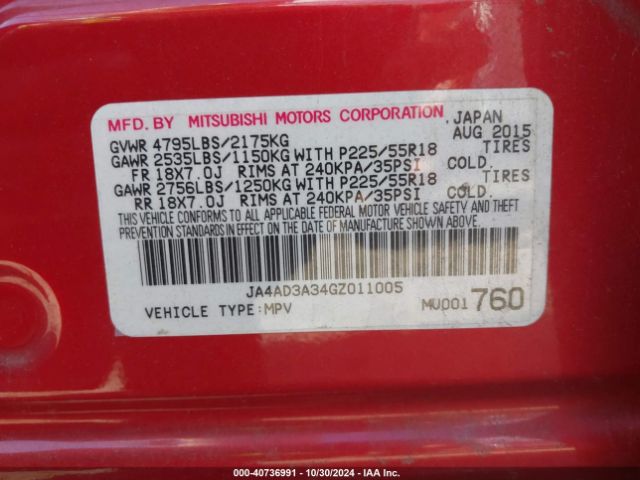 MFD. BY MITSUBISHI MOTORS CORPORATION, JAPAN
GVWR 4795LBS/2175KG AUG 2015
GAWR 2535LBS/1150KG WITH P225/55R18 TIRES
FR 18X7.0J RIMS AT 240KPA/35PSI COLD.
GAWR 2756LBS/1250KG WITH P225/55R18 TIRES
RR 18X7.0J RIMS AT 240KPA/35PSI COLD.
THIS VEHICLE CONFORMS TO ALL APPLICABLE FEDERAL MOTOR VEHICLE SAFETY AND THEFT
PREVENTION STANDARDS IN EFFECT ON THE DATE OF MANUFACTURE SHOWN ABOVE.
JA4AD3A34GZ011005
VEHICLE TYPE:MPV MU001 760
000-40736991 - 10/30/2024 - IAA Inc.